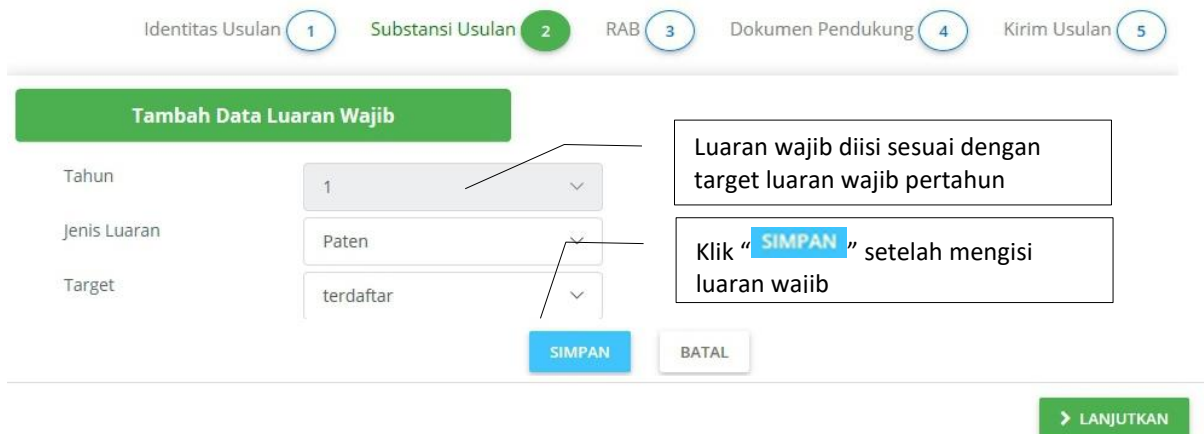 Identitas Usulan 1 Substansi Usulan 2 RAB 3 Dokumen Pendukung 4 Kirim Usulan 5
Tambah Data Luaran Wajib
Tahun
1
Jenis Luaran
Paten
Target
terdaftar
Luaran wajib diisi sesuai dengan
target luaran wajib pertahun
Klik “ SIMPAN ” setelah mengisi
luaran wajib
SIMPAN BATAL
LANJUTKAN